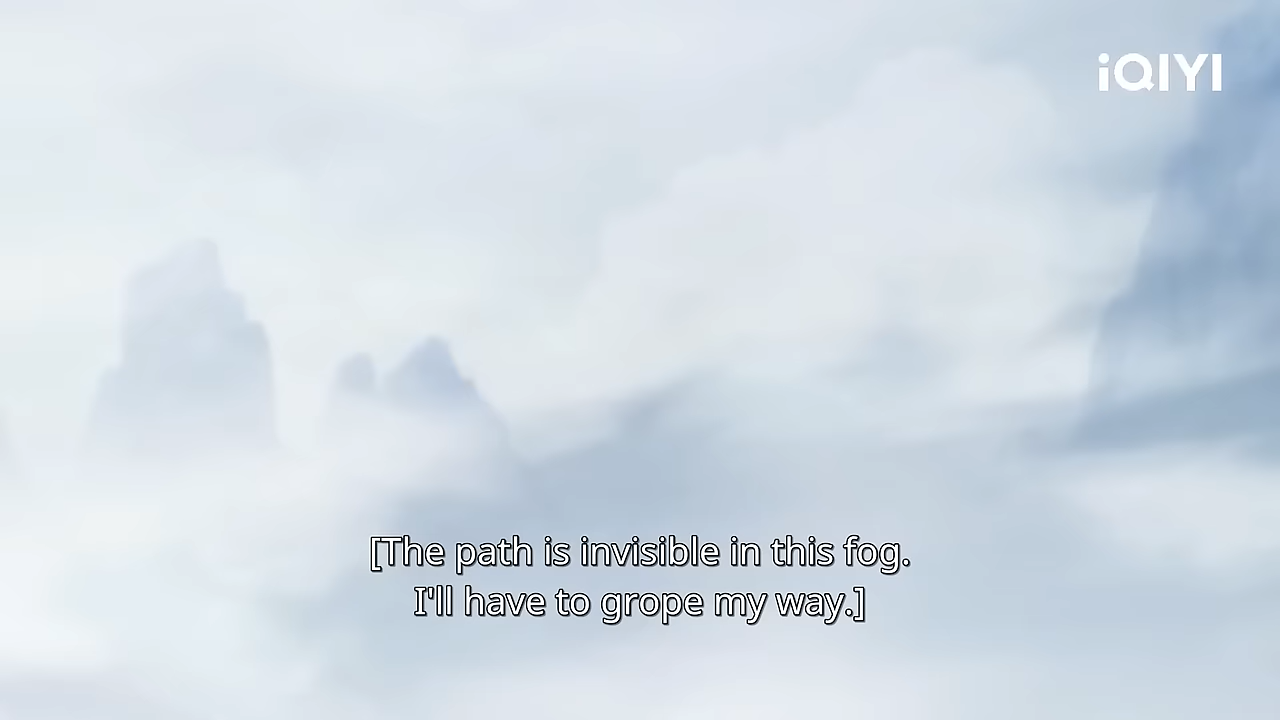 iQIYI
[The path is invisible in this fog.
I'll have to grope my way.]